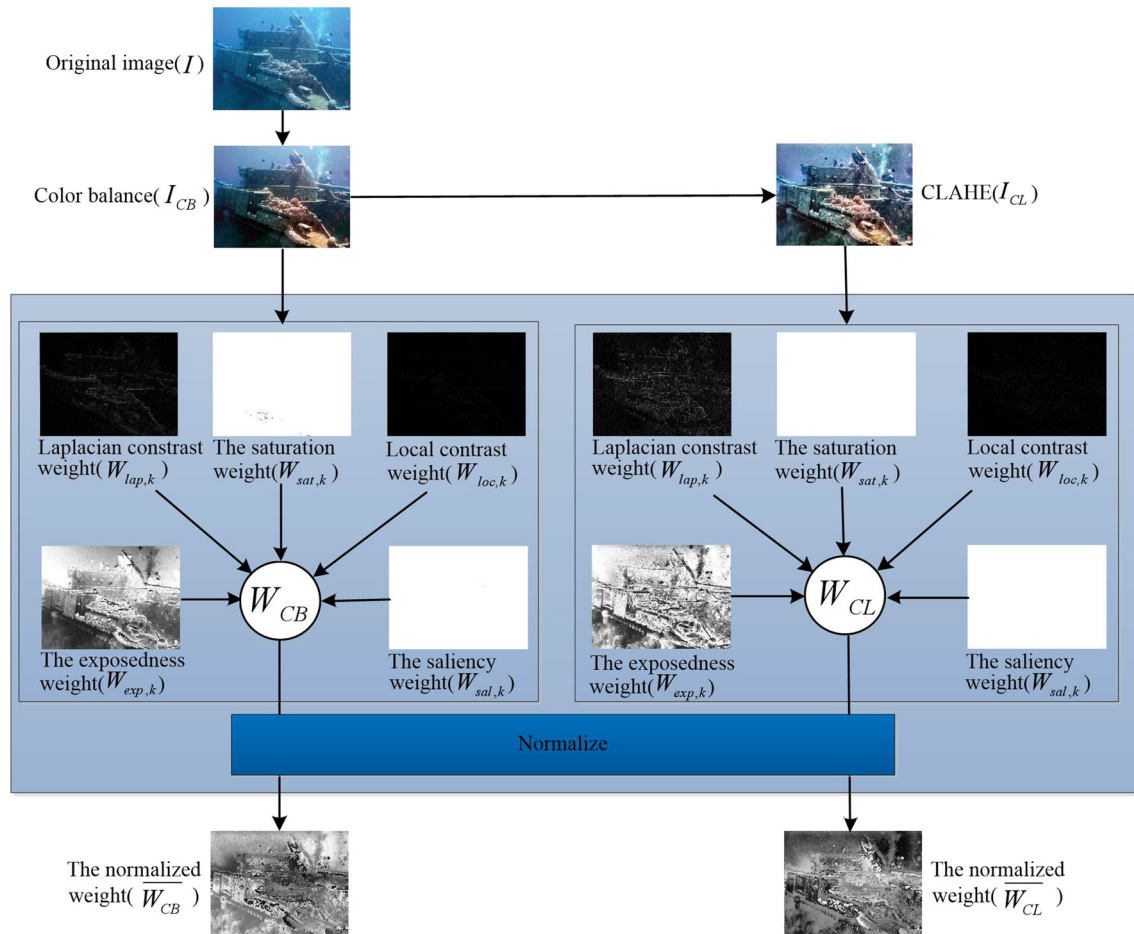 Original image(I)
Color balance(I_CB)
CLAHE(I_CL)
Laplacian constrast
weight(W_lap,k)
The saturation
weight(W_sat,k)
Local contrast
weight(W_loc,k)
Laplacian constrast
weight(W_lap,k)
The saturation
weight(W_sat,k)
Local contrast
weight(W_loc,k)
W_CB
W_CL
The exposedness
weight(W_exp,k)
The saliency
weight(W_sal,k)
The exposedness
weight(W_exp,k)
The saliency
weight(W_sal,k)
Normalize
The normalized
weight( W̅_CB )
The normalized
weight( W̅_CL )